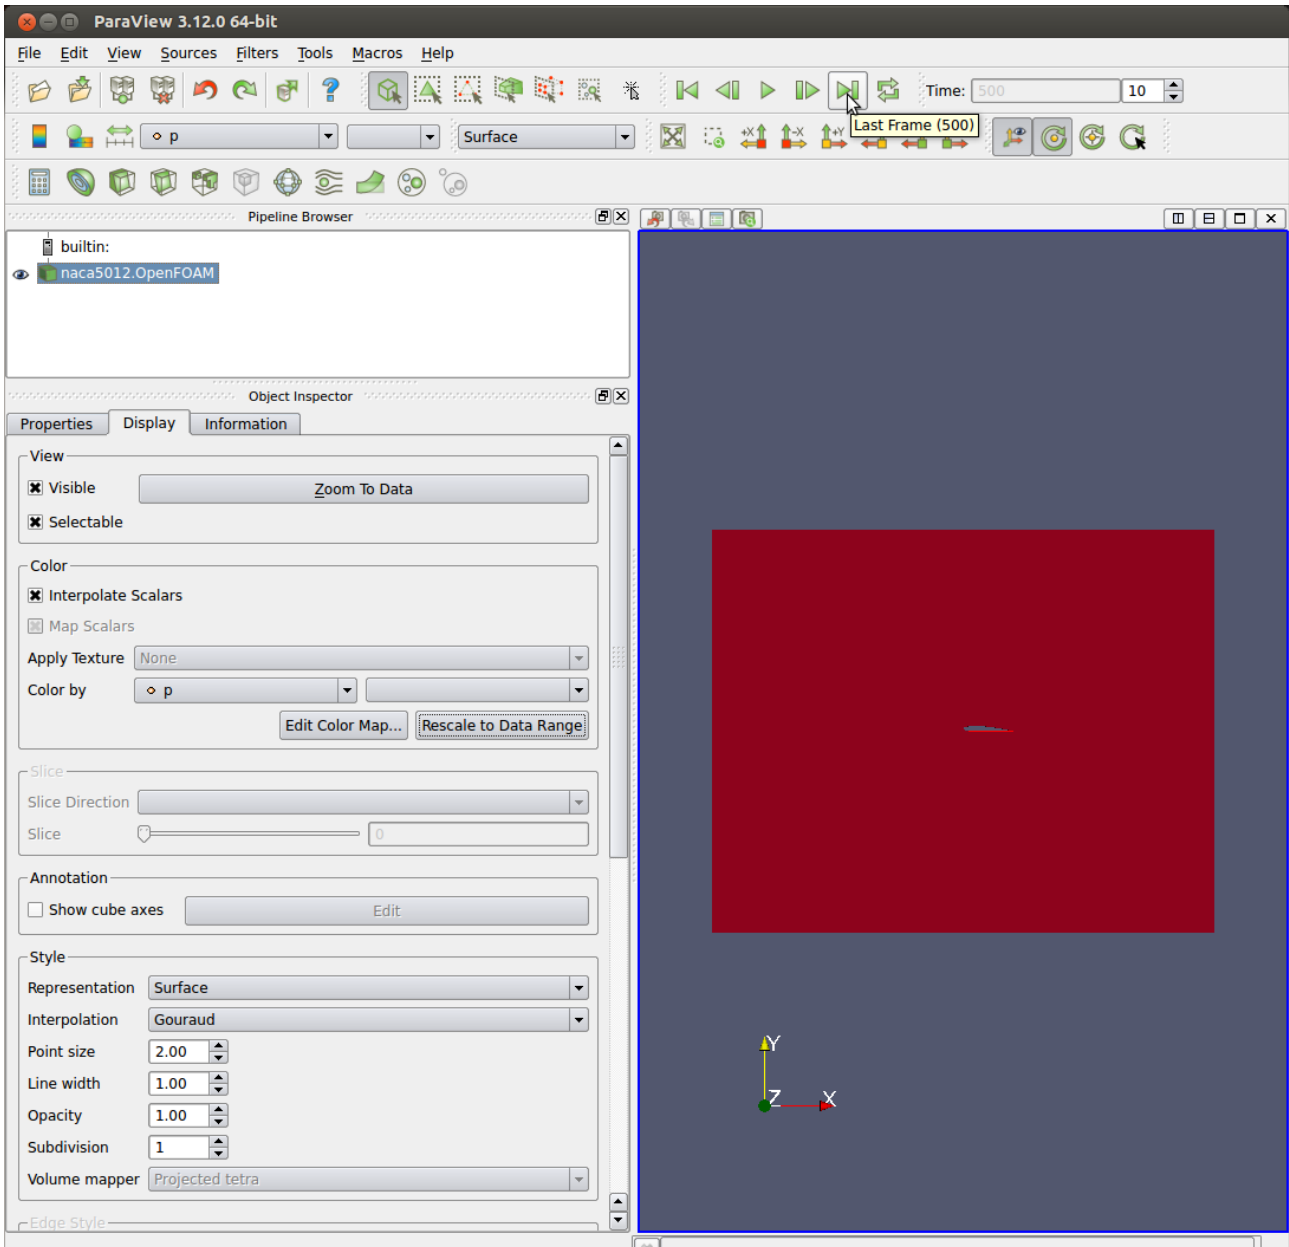 ParaView 3.12.0 64-bit
File Edit View Sources Filters Tools Macros Help
Time: 500 10
p Surface
Last Frame (500)
+X -X +Y
Pipeline Browser
builtin:
naca5012.OpenFOAM
Object Inspector
Properties Display Information
View
Visible Zoom To Data
Selectable
Color
Interpolate Scalars
Map Scalars
Apply Texture None
Color by p
Edit Color Map... Rescale to Data Range
Slice
Slice Direction
Slice 0
Annotation
Show cube axes Edit
Style
Representation Surface
Interpolation Gouraud
Point size 2.00
Line width 1.00
Opacity 1.00
Subdivision 1
Volume mapper Projected tetra
Edge Style
Y
Z X